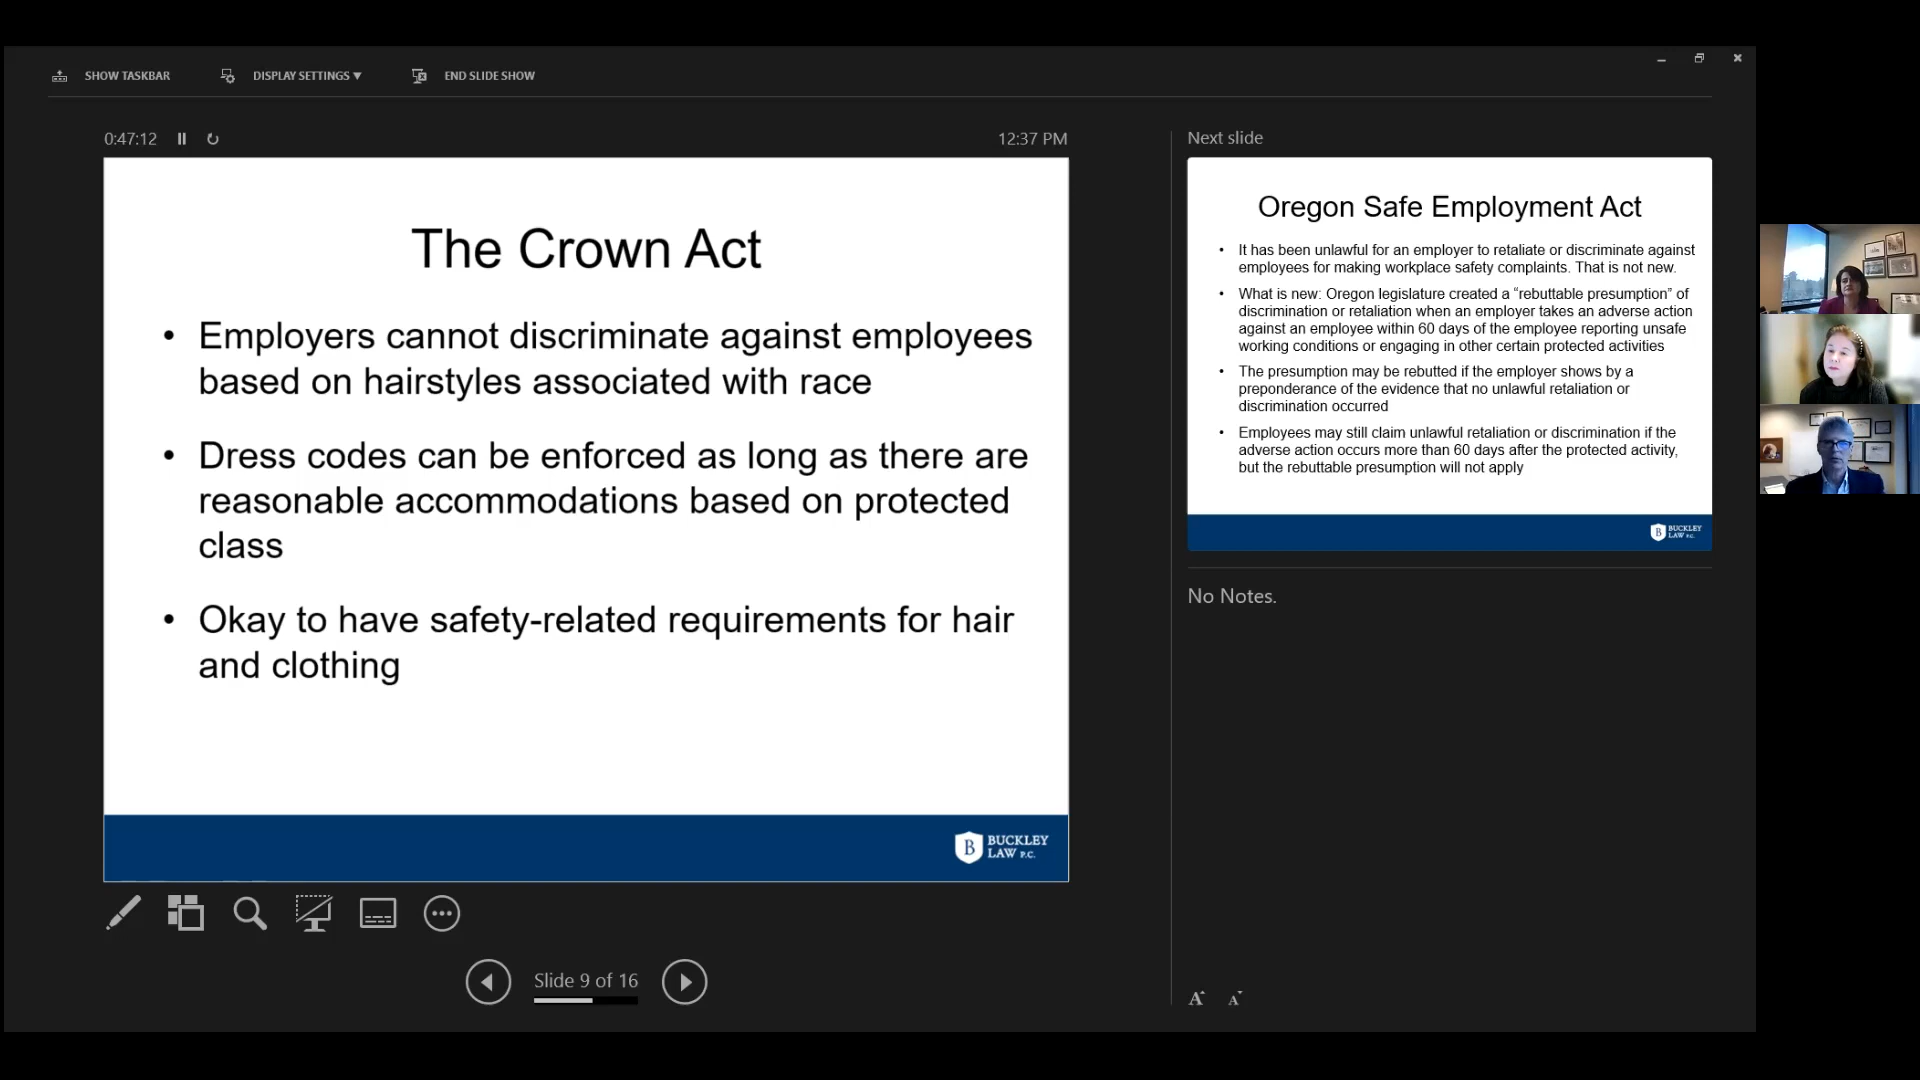 SHOW TASKBAR
DISPLAY SETTINGS ▼
END SLIDE SHOW
0:47:12
12:37 PM
The Crown Act
• Employers cannot discriminate against employees
based on hairstyles associated with race
• Dress codes can be enforced as long as there are
reasonable accommodations based on protected
class
• Okay to have safety-related requirements for hair
and clothing
B BUCKLEY
LAW P.C.
Slide 9 of 16
Next slide
Oregon Safe Employment Act
• It has been unlawful for an employer to retaliate or discriminate against
employees for making workplace safety complaints. That is not new.
• What is new: Oregon legislature created a “rebuttable presumption” of
discrimination or retaliation when an employer takes an adverse action
against an employee within 60 days of the employee reporting unsafe
working conditions or engaging in other certain protected activities
• The presumption may be rebutted if the employer shows by a
preponderance of the evidence that no unlawful retaliation or
discrimination occurred
• Employees may still claim unlawful retaliation or discrimination if the
adverse action occurs more than 60 days after the protected activity,
but the rebuttable presumption will not apply
B BUCKLEY
LAW P.C.
No Notes.
A A